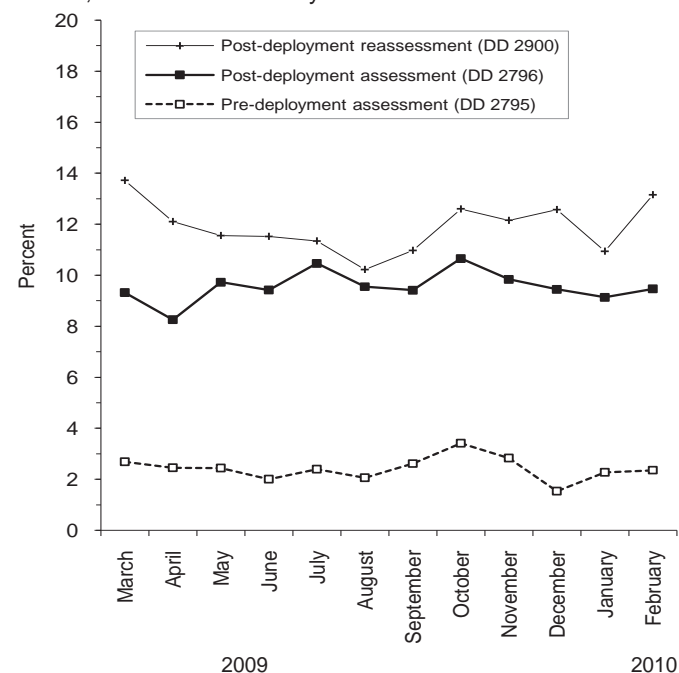 Post-deployment reassessment (DD 2900)
Post-deployment assessment (DD 2796)
Pre-deployment assessment (DD 2795)
Percent
20
18
16
14
12
10
8
6
4
2
0
March
April
May
June
July
August
September
October
November
December
January
February
2009
2010